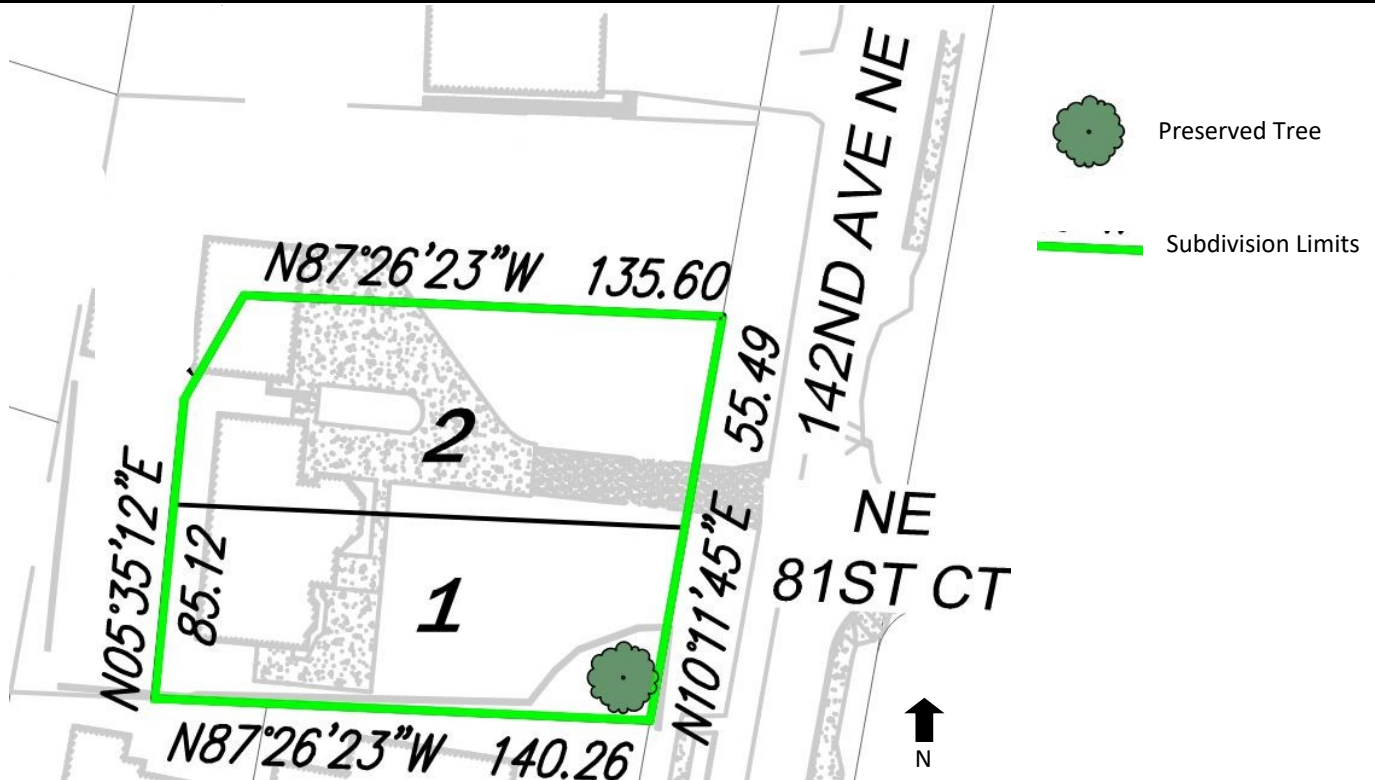 142ND AVE NE
Preserved Tree
Subdivision Limits
N87°26'23"W 135.60
55.49
2
NE
81ST CT
N05°35'12"E
85.12
1
N10°11'45"E
N87°26'23"W 140.26
N